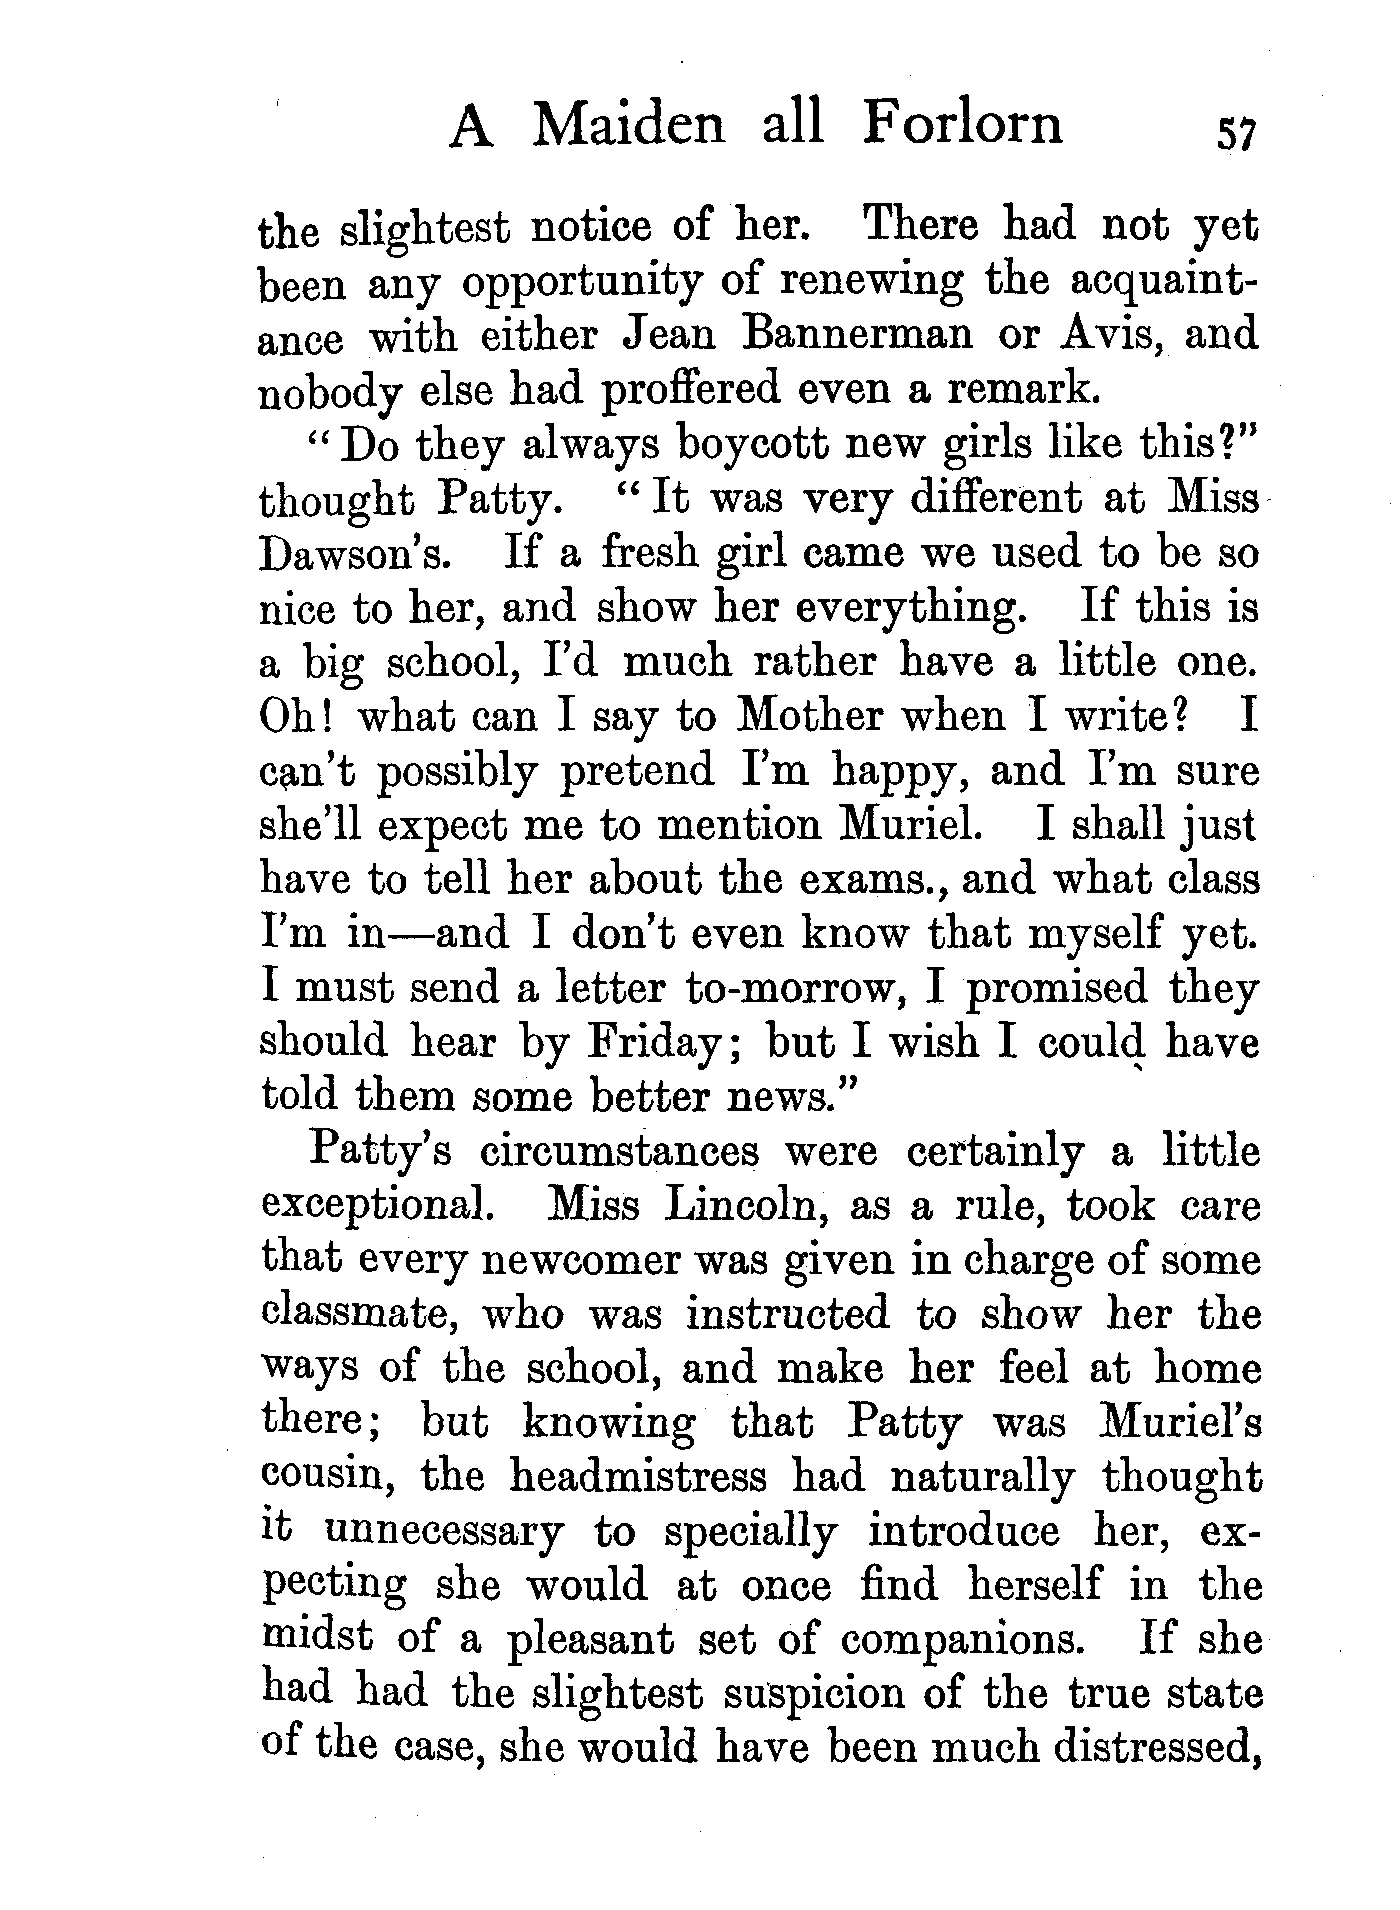 A Maiden all Forlorn 57
the slightest notice of her. There had not yet
been any opportunity of renewing the acquaint-
ance with either Jean Bannerman or Avis, and
nobody else had proffered even a remark.
"Do they always boycott new girls like this?"
thought Patty. "It was very different at Miss
Dawson's. If a fresh girl came we used to be so
nice to her, and show her everything. If this is
a big school, I'd much rather have a little one.
Oh! what can I say to Mother when I write? I
can't possibly pretend I'm happy, and I'm sure
she'll expect me to mention Muriel. I shall just
have to tell her about the exams., and what class
I'm in—and I don't even know that myself yet.
I must send a letter to-morrow, I promised they
should hear by Friday; but I wish I could have
told them some better news."
Patty's circumstances were certainly a little
exceptional. Miss Lincoln, as a rule, took care
that every newcomer was given in charge of some
classmate, who was instructed to show her the
ways of the school, and make her feel at home
there; but knowing that Patty was Muriel's
cousin, the headmistress had naturally thought
it unnecessary to specially introduce her, ex-
pecting she would at once find herself in the
midst of a pleasant set of companions. If she
had had the slightest suspicion of the true state
of the case, she would have been much distressed,